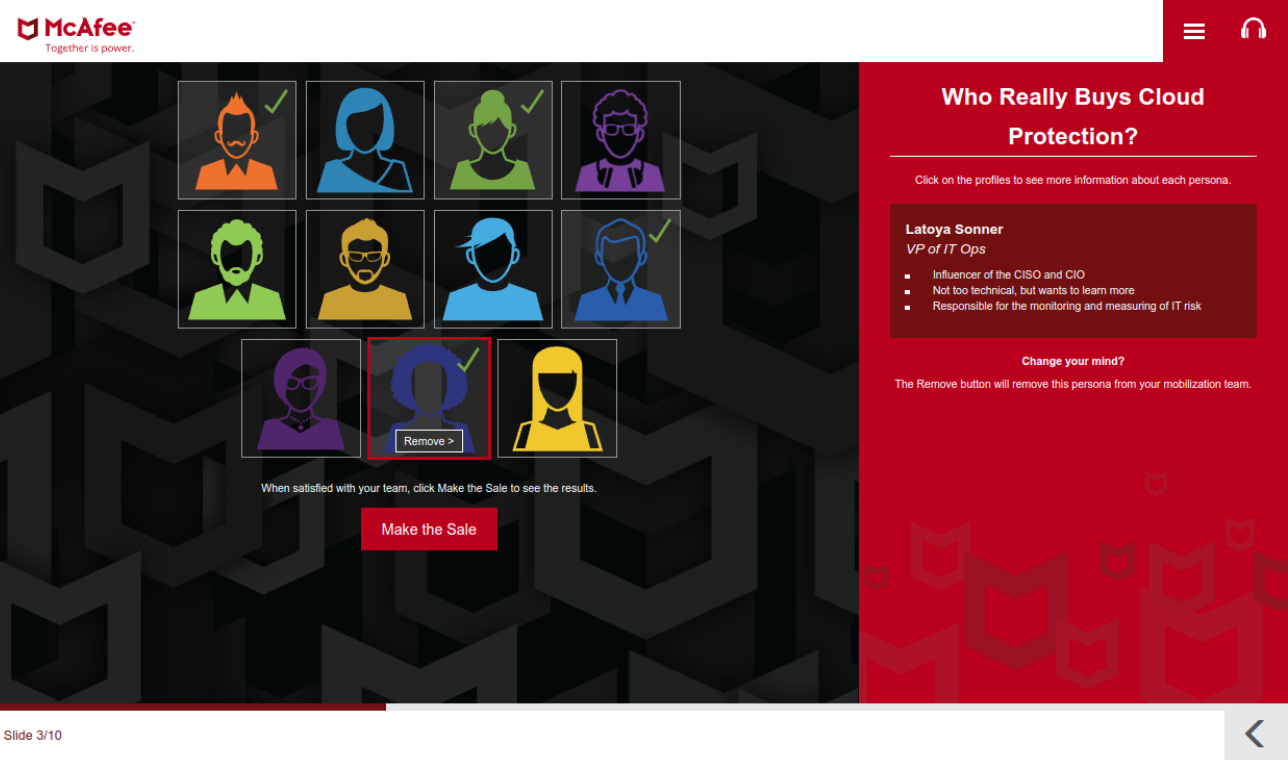 McAfee™
Together is power.
Who Really Buys Cloud
Protection?
Click on the profiles to see more information about each persona.
Latoya Sonner
VP of IT Ops
Influencer of the CISO and CIO
Not too technical, but wants to learn more
Responsible for the monitoring and measuring of IT risk
Change your mind?
The Remove button will remove this persona from your mobilization team.
Remove >
When satisfied with your team, click Make the Sale to see the results.
Make the Sale
Slide 3/10